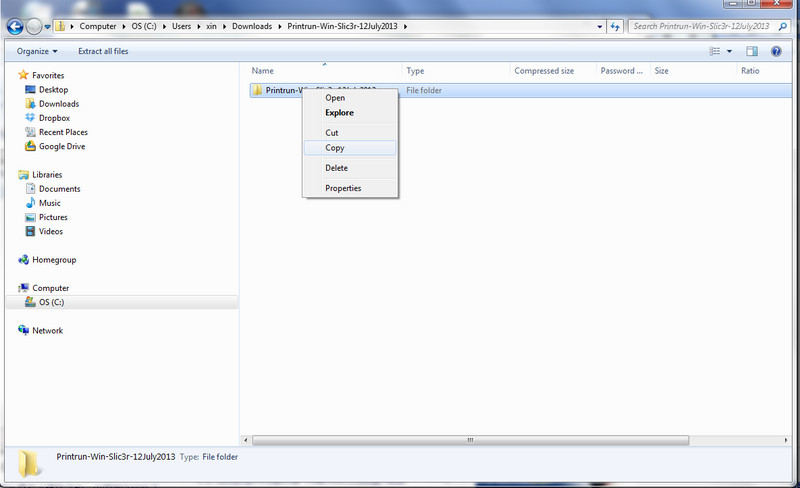 Computer ▸ OS (C:) ▸ Users ▸ xin ▸ Downloads ▸ Printrun-Win-Slic3r-12July2013 ▸
Search Printrun-Win-Slic3r-12July2013
Organize
Extract all files
Name
Type
Compressed size
Password ...
Size
Ratio
Favorites
Desktop
Downloads
Dropbox
Recent Places
Google Drive
Libraries
Documents
Music
Pictures
Videos
Homegroup
Computer
OS (C:)
Network
Printrun-Win-Slic3r-12July2013
File folder
Open
Explore
Cut
Copy
Delete
Properties
Printrun-Win-Slic3r-12July2013 Type: File folder